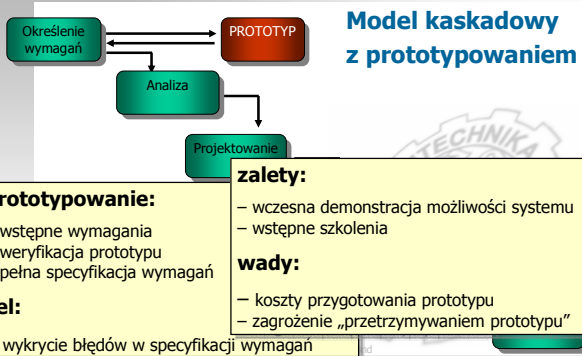 Model kaskadowy
z prototypowaniem
Określenie
wymagań
PROTOTYP
Analiza
Projektowanie
rototypowanie:
wstępne wymagania
weryfikacja prototypu
pełna specyfikacja wymagań
el:
wykrycie błędów w specyfikacji wymagań
zalety:
– wczesna demonstracja możliwości systemu
– wstępne szkolenia
wady:
– koszty przygotowania prototypu
– zagrożenie „przetrzymywaniem prototypu”